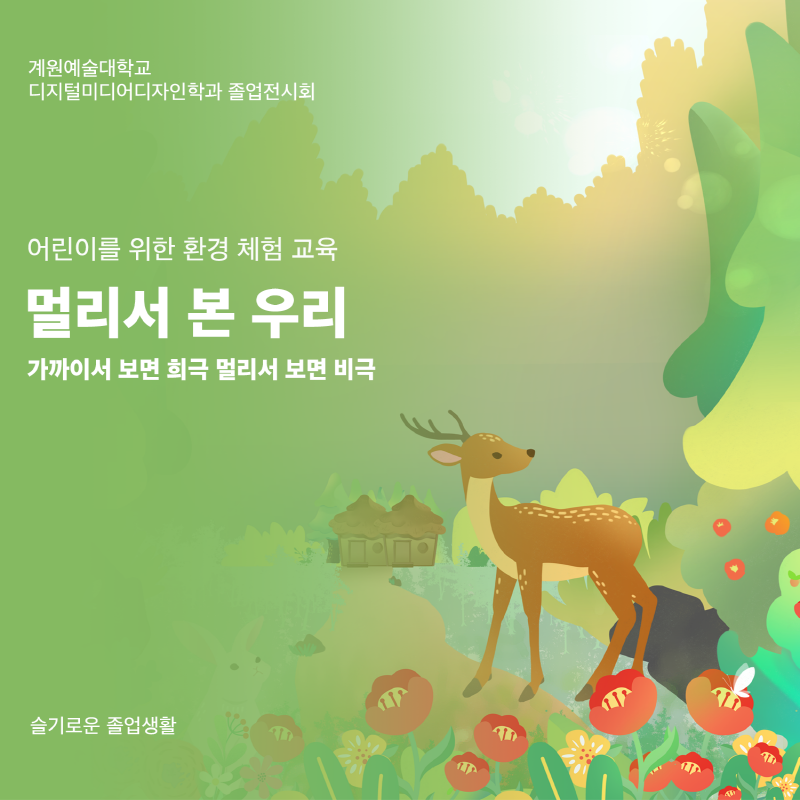 계원예술대학교
디지털미디어디자인학과 졸업전시회
어린이를 위한 환경 체험 교육
멀리서 본 우리
가까이서 보면 희극 멀리서 보면 비극
슬기로운 졸업생활